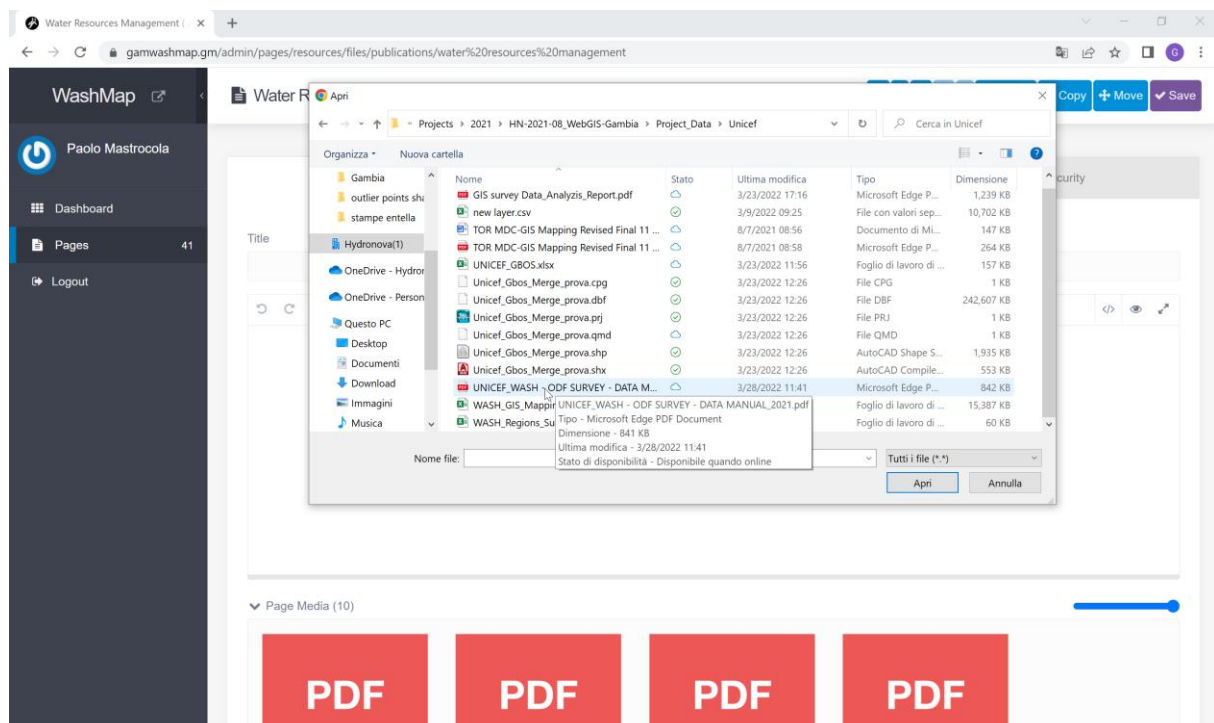 Water Resources Management (
gamwashmap.gm/admin/pages/resources/files/publications/water%20resources%20management
G
WashMap
Water R
Copy
Move
Save
Paolo Mastrocola
Dashboard
Pages 41
Logout
curity
Title
Apri
Projects › 2021 › HN-2021-08_WebGIS-Gambia › Project_Data › Unicef
Cerca in Unicef
Organizza
Nuova cartella
Gambia
outlier points sha
stampe entella
Hydronova(1)
OneDrive - Hydror
OneDrive - Person
Questo PC
Desktop
Documenti
Download
Immagini
Musica
Nome Stato Ultima modifica Tipo Dimensione
GIS survey Data_Analyzis_Report.pdf 3/23/2022 17:16 Microsoft Edge P... 1,239 KB
new layer.csv 3/9/2022 09:25 File con valori sep... 10,702 KB
TOR MDC-GIS Mapping Revised Final 11 ... 8/7/2021 08:56 Documento di Mi... 147 KB
TOR MDC-GIS Mapping Revised Final 11 ... 8/7/2021 08:58 Microsoft Edge P... 264 KB
UNICEF_GBOS.xlsx 3/23/2022 11:56 Foglio di lavoro di ... 157 KB
Unicef_Gbos_Merge_prova.cpg 3/23/2022 12:26 File CPG 1 KB
Unicef_Gbos_Merge_prova.dbf 3/23/2022 12:26 File DBF 242,607 KB
Unicef_Gbos_Merge_prova.prj 3/23/2022 12:26 File PRJ 1 KB
Unicef_Gbos_Merge_prova.qmd 3/23/2022 12:26 File QMD 1 KB
Unicef_Gbos_Merge_prova.shp 3/23/2022 12:26 AutoCAD Shape S... 1,935 KB
Unicef_Gbos_Merge_prova.shx 3/23/2022 12:26 AutoCAD Compile... 553 KB
UNICEF_WASH - ODF SURVEY - DATA M... 3/28/2022 11:41 Microsoft Edge P... 842 KB
WASH_GIS_Mappin Foglio di lavoro di ... 15,387 KB
WASH_Regions_Su Foglio di lavoro di ... 60 KB
UNICEF_WASH - ODF SURVEY - DATA MANUAL_2021.pdf
Tipo - Microsoft Edge PDF Document
Dimensione - 841 KB
Ultima modifica - 3/28/2022 11:41
Stato di disponibilità - Disponibile quando online
Nome file:
Tutti i file (*.*)
Apri
Annulla
Page Media (10)
PDF PDF PDF PDF